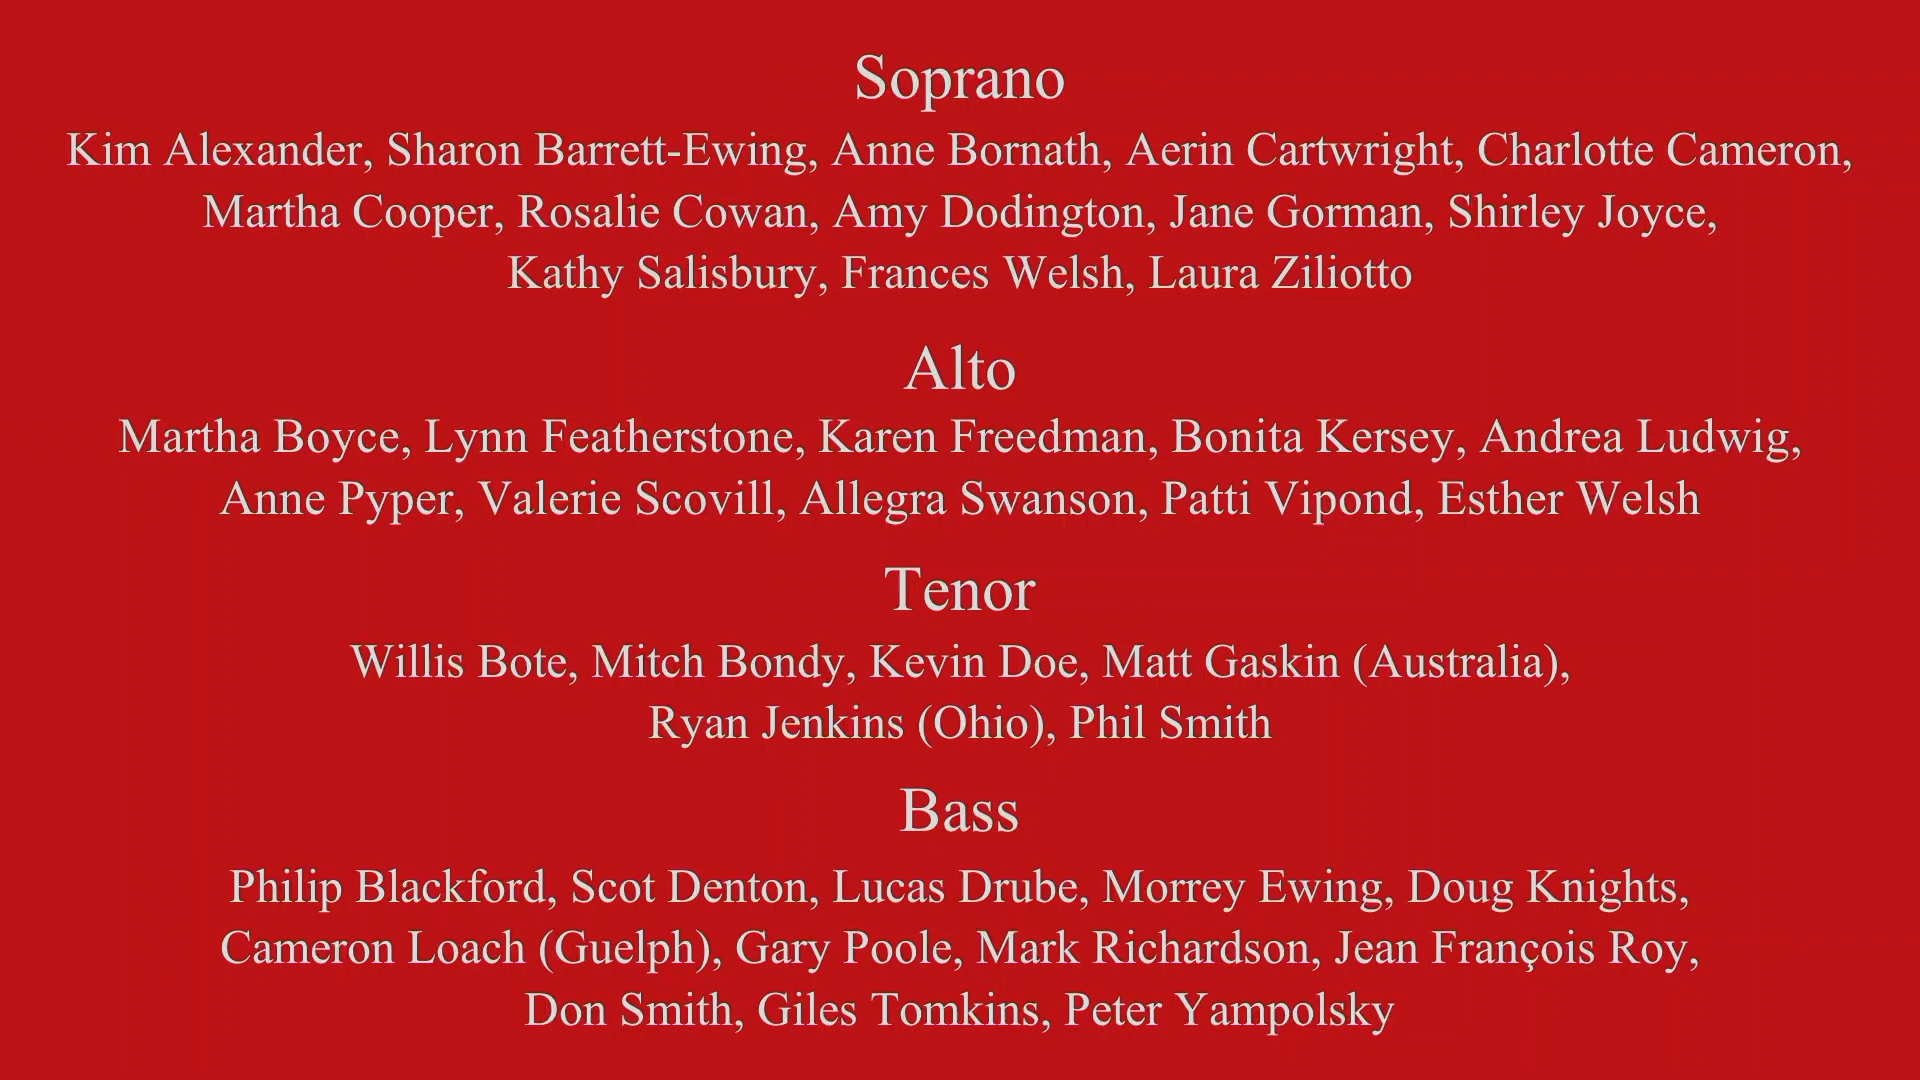 Soprano
Kim Alexander, Sharon Barrett-Ewing, Anne Bornath, Aerin Cartwright, Charlotte Cameron,
Martha Cooper, Rosalie Cowan, Amy Dodington, Jane Gorman, Shirley Joyce,
Kathy Salisbury, Frances Welsh, Laura Ziliotto
Alto
Martha Boyce, Lynn Featherstone, Karen Freedman, Bonita Kersey, Andrea Ludwig,
Anne Pyper, Valerie Scovill, Allegra Swanson, Patti Vipond, Esther Welsh
Tenor
Willis Bote, Mitch Bondy, Kevin Doe, Matt Gaskin (Australia),
Ryan Jenkins (Ohio), Phil Smith
Bass
Philip Blackford, Scot Denton, Lucas Drube, Morrey Ewing, Doug Knights,
Cameron Loach (Guelph), Gary Poole, Mark Richardson, Jean François Roy,
Don Smith, Giles Tomkins, Peter Yampolsky